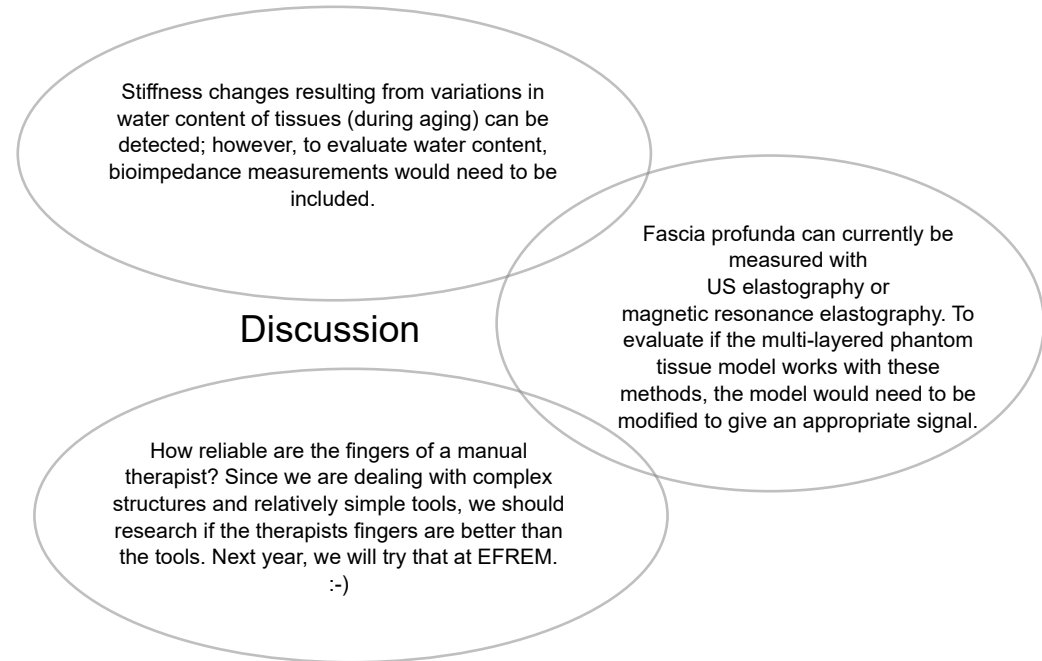 Stiffness changes resulting from variations in
water content of tissues (during aging) can be
detected; however, to evaluate water content,
bioimpedance measurements would need to be
included.
Fascia profunda can currently be
measured with
US elastography or
magnetic resonance elastography. To
evaluate if the multi-layered phantom
tissue model works with these
methods, the model would need to be
modified to give an appropriate signal.
Discussion
How reliable are the fingers of a manual
therapist? Since we are dealing with complex
structures and relatively simple tools, we should
research if the therapists fingers are better than
the tools. Next year, we will try that at EFREM.
:-)